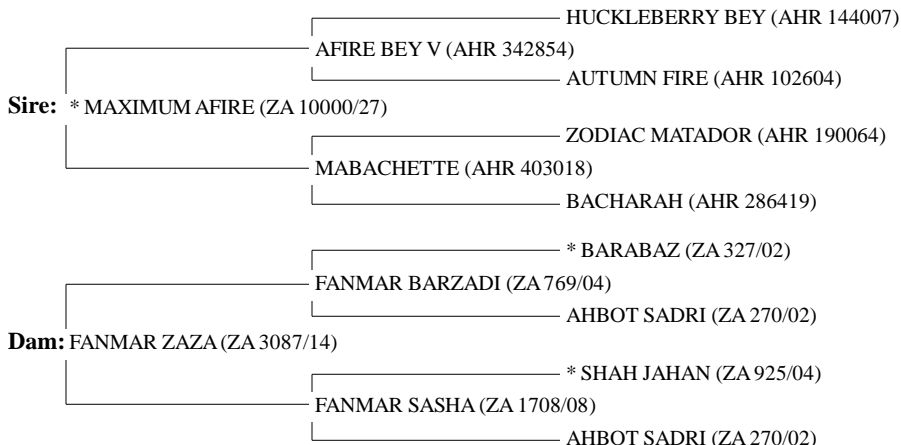 HUCKLEBERRY BEY (AHR 144007)
AFIRE BEY V (AHR 342854)
AUTUMN FIRE (AHR 102604)
Sire: * MAXIMUM AFIRE (ZA 10000/27)
ZODIAC MATADOR (AHR 190064)
MABACHETTE (AHR 403018)
BACHARAH (AHR 286419)
* BARABAZ (ZA 327/02)
FANMAR BARZADI (ZA 769/04)
AHBOT SADRI (ZA 270/02)
Dam: FANMAR ZAZA (ZA 3087/14)
* SHAH JAHAN (ZA 925/04)
FANMAR SASHA (ZA 1708/08)
AHBOT SADRI (ZA 270/02)